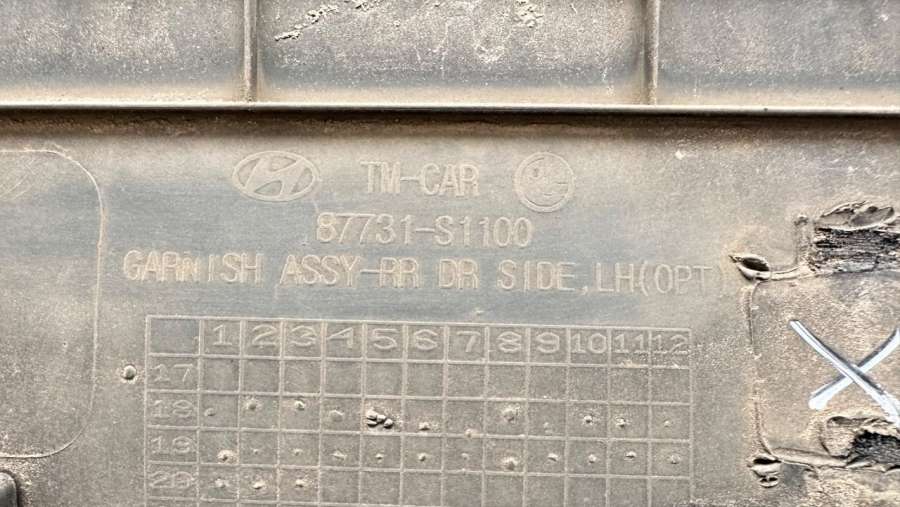 TM-CAR
87731-S1100
GARNISH ASSY-RR DR SIDE,LH(OPT)
1 2 3 4 5 6 7 8 9 10 11 12
17
18
19
20
X